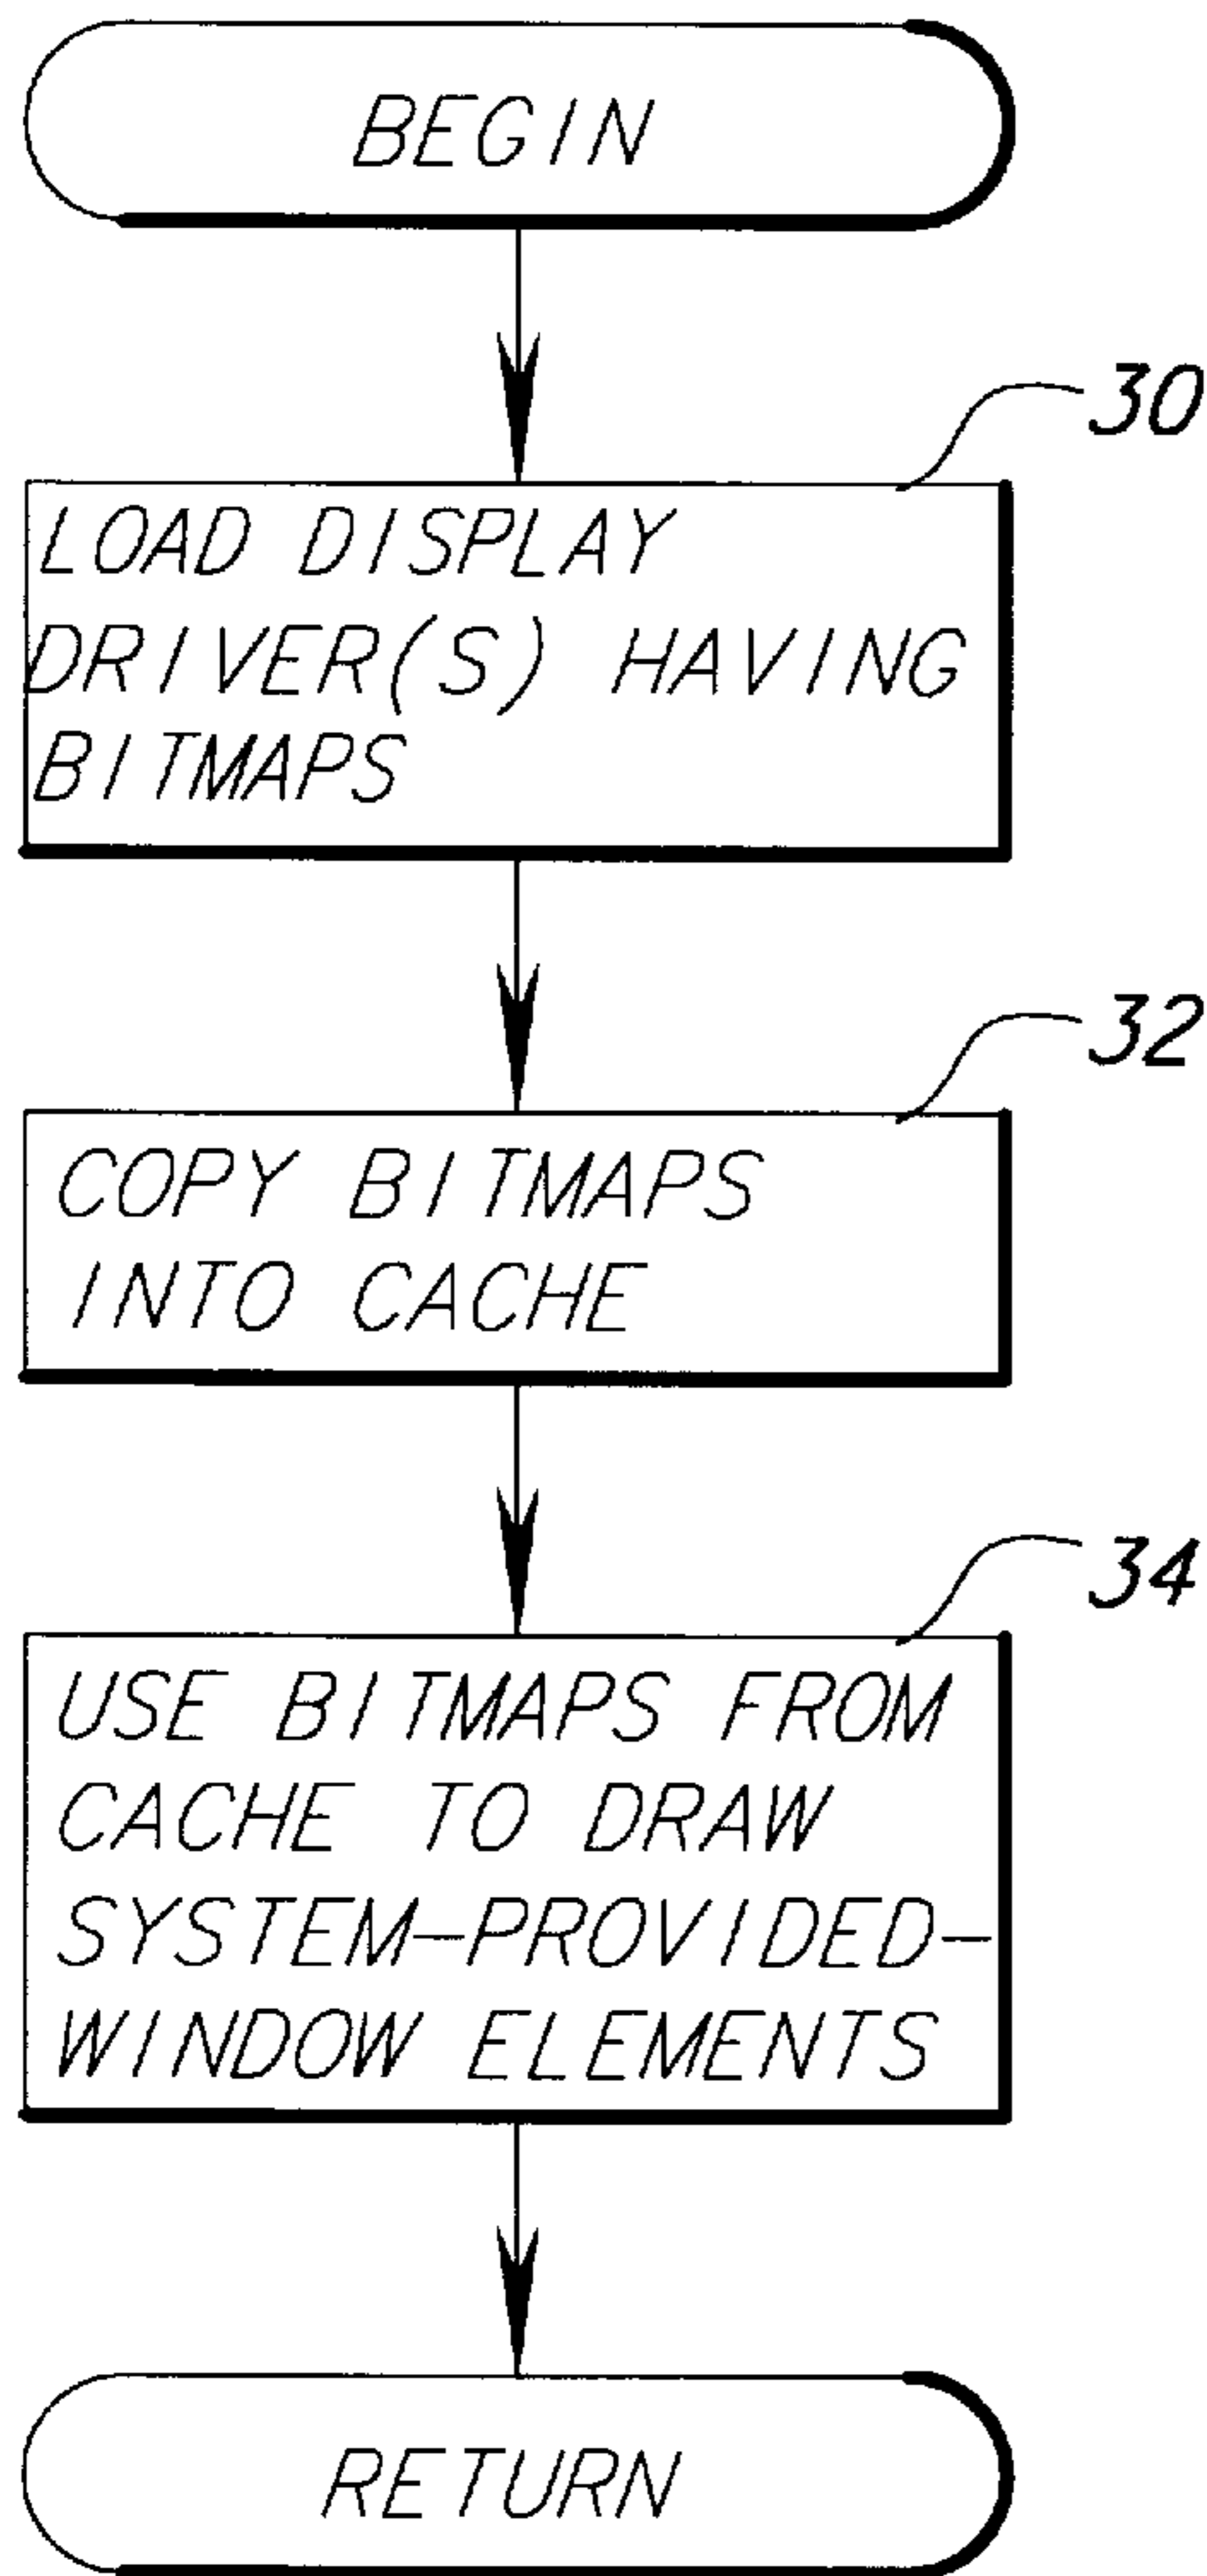 BEGIN
30
LOAD DISPLAY
DRIVER(S) HAVING
BITMAPS
32
COPY BITMAPS
INTO CACHE
34
USE BITMAPS FROM
CACHE TO DRAW
SYSTEM-PROVIDED-
WINDOW ELEMENTS
RETURN